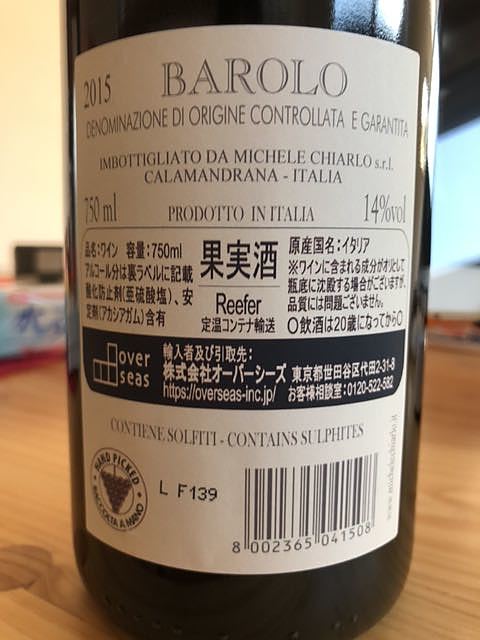 2015 BAROLO
DENOMINAZIONE DI ORIGINE CONTROLLATA E GARANTITA
IMBOTTIGLIATO DA MICHELE CHIARLO s.r.l.
CALAMANDRANA - ITALIA
750 ml PRODOTTO IN ITALIA 14%vol
品名:ワイン 容量:750ml
アルコール分は裏ラベルに記載
酸化防止剤(亜硫酸塩)、安
定剤(アカシアガム)含有
果実酒
Reefer
定温コンテナ輸送
原産国名:イタリア
※ワインに含まれる成分がオリとして
瓶底に沈殿する場合がございますが、
品質には問題ございません。
〇飲酒は20歳になってから〇
over
seas
輸入者及び引取先:
株式会社オーバーシーズ 東京都世田谷区代田2-31-8
https://overseas-inc.jp/ お客様相談室:0120-522-582
CONTIENE SOLFITI - CONTAINS SULPHITES
HAND PICKED
RACCOLTA A MANO
L F139
8 002365 041508
www.michelechiarlo.it